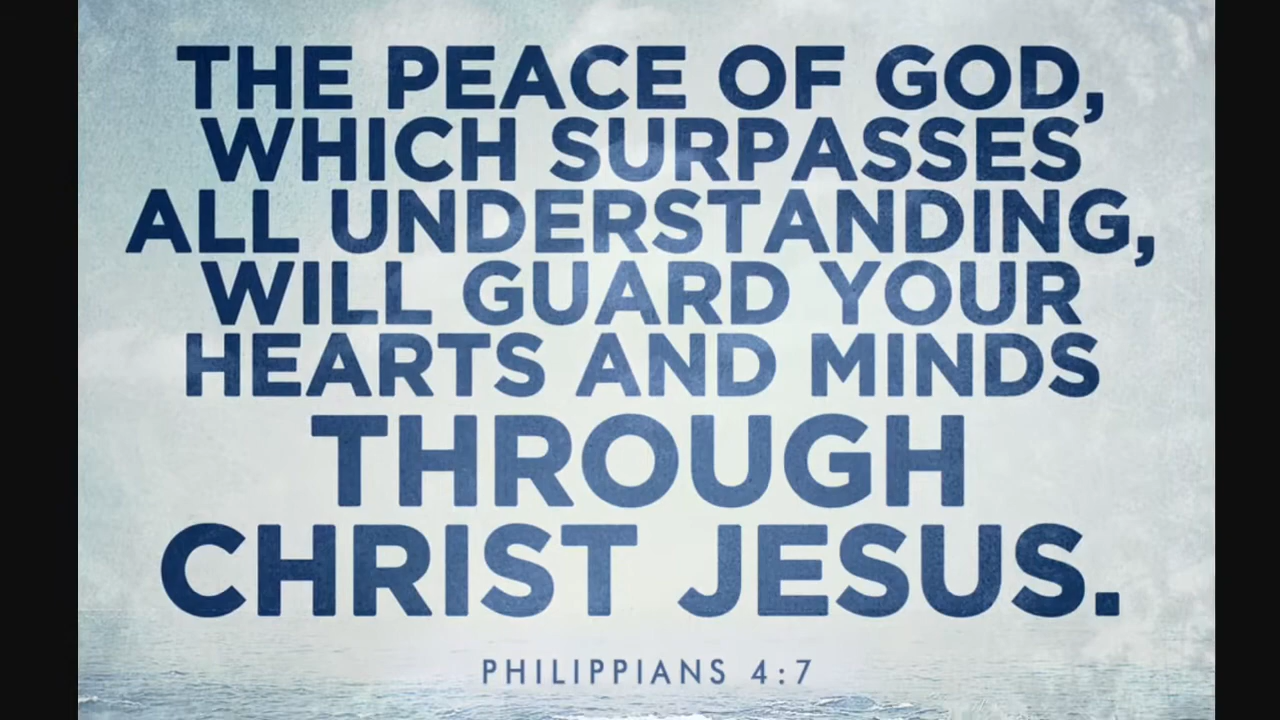 THE PEACE OF GOD,
WHICH SURPASSES
ALL UNDERSTANDING,
WILL GUARD YOUR
HEARTS AND MINDS
THROUGH
CHRIST JESUS.
PHILIPPIANS 4:7